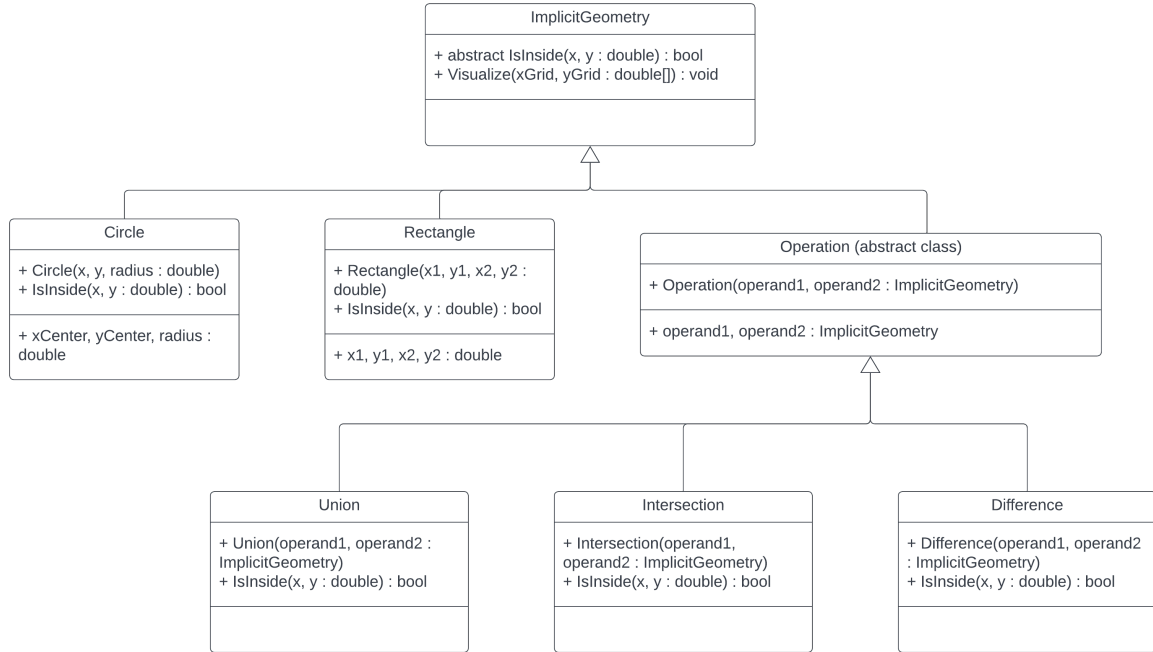 ImplicitGeometry
+ abstract IsInside(x, y : double) : bool
+ Visualize(xGrid, yGrid : double[]) : void
Circle
+ Circle(x, y, radius : double)
+ IsInside(x, y : double) : bool
+ xCenter, yCenter, radius :
double
Rectangle
+ Rectangle(x1, y1, x2, y2 :
double)
+ IsInside(x, y : double) : bool
+ x1, y1, x2, y2 : double
Operation (abstract class)
+ Operation(operand1, operand2 : ImplicitGeometry)
+ operand1, operand2 : ImplicitGeometry
Union
+ Union(operand1, operand2 :
ImplicitGeometry)
+ IsInside(x, y : double) : bool
Intersection
+ Intersection(operand1,
operand2 : ImplicitGeometry)
+ IsInside(x, y : double) : bool
Difference
+ Difference(operand1, operand2
: ImplicitGeometry)
+ IsInside(x, y : double) : bool